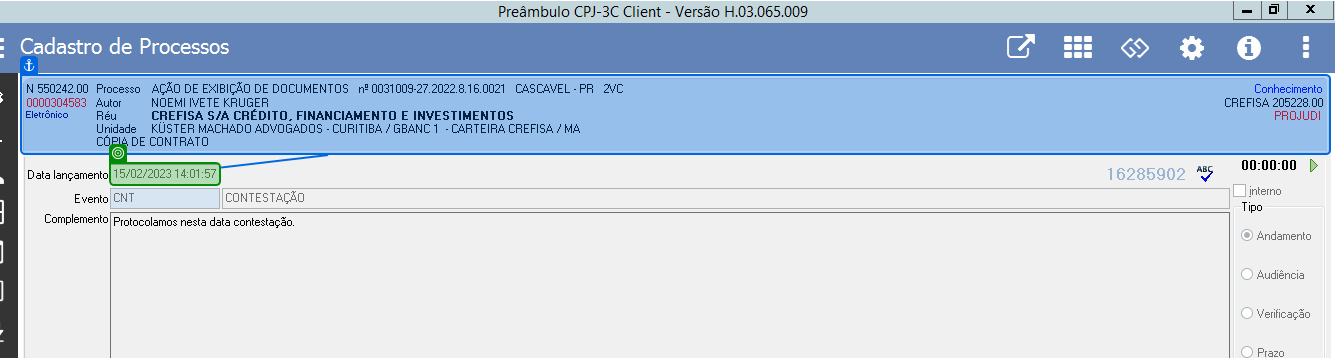 Preâmbulo CPJ-3C Client - Versão H.03.065.009
Cadastro de Processos
N 550242.00 Processo AÇÃO DE EXIBIÇÃO DE DOCUMENTOS nº 0031009-27.2022.8.16.0021 CASCAVEL - PR 2VC Conhecimento
0000304583 Autor NOEMI IVETE KRUGER CREFISA 205228.00
Eletrônico Réu CREFISA S/A CRÉDITO, FINANCIAMENTO E INVESTIMENTOS PROJUDI
Unidade KÜSTER MACHADO ADVOGADOS - CURITIBA / GBANC 1 - CARTEIRA CREFISA / MA
CÓPIA DE CONTRATO
Data lançamento 15/02/2023 14:01:57 16285902 ABC 00:00:00
Evento CNT CONTESTAÇÃO interno
Complemento Protocolamos nesta data contestação.
Tipo
Andamento
Audiência
Verificação
Prazo